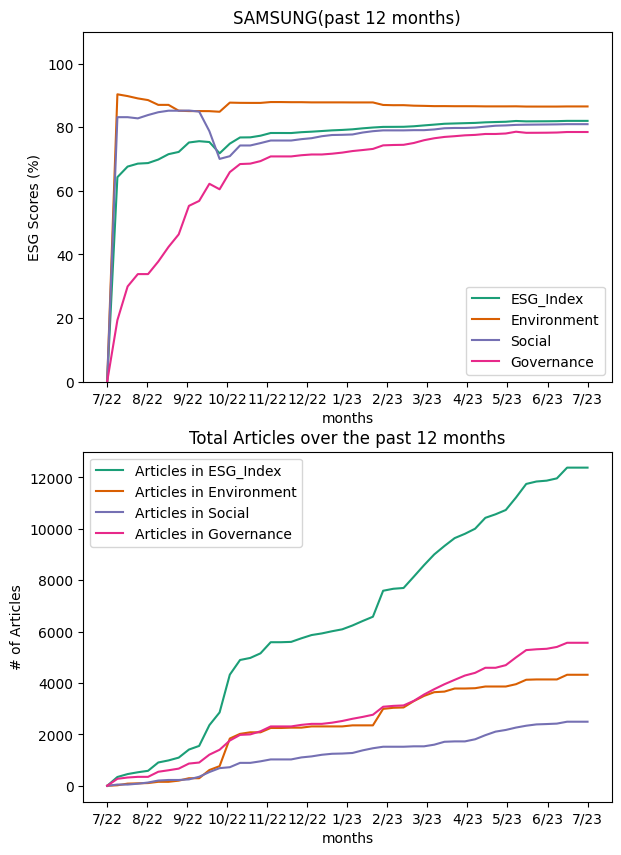 SAMSUNG(past 12 months)
100
80
60
40
20
0
ESG Scores (%)
ESG_Index
Environment
Social
Governance
7/22 8/22 9/22 10/22 11/22 12/22 1/23 2/23 3/23 4/23 5/23 6/23 7/23
months
Total Articles over the past 12 months
Articles in ESG_Index
Articles in Environment
Articles in Social
Articles in Governance
12000
10000
8000
6000
4000
2000
0
# of Articles
7/22 8/22 9/22 10/22 11/22 12/22 1/23 2/23 3/23 4/23 5/23 6/23 7/23
months